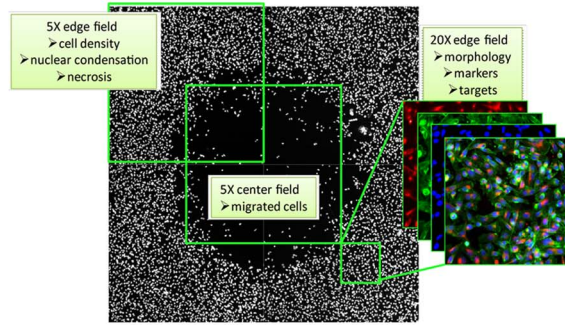 5X edge field
➢cell density
➢nuclear condensation
➢necrosis
20X edge field
➢morphology
➢markers
➢targets
5X center field
➢migrated cells